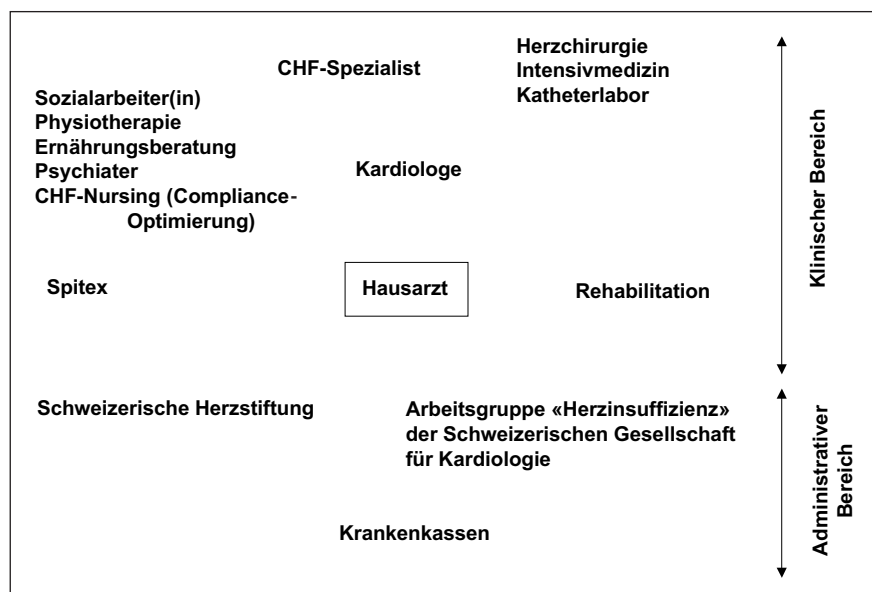 CHF-Spezialist
Herzchirurgie
Intensivmedizin
Katheterlabor
Sozialarbeiter(in)
Physiotherapie
Ernährungsberatung
Psychiater
CHF-Nursing (Compliance-
Optimierung)
Kardiologe
Spitex
Hausarzt
Rehabilitation
Klinischer Bereich
Schweizerische Herzstiftung
Arbeitsgruppe «Herzinsuffizienz»
der Schweizerischen Gesellschaft
für Kardiologie
Krankenkassen
Administrativer
Bereich